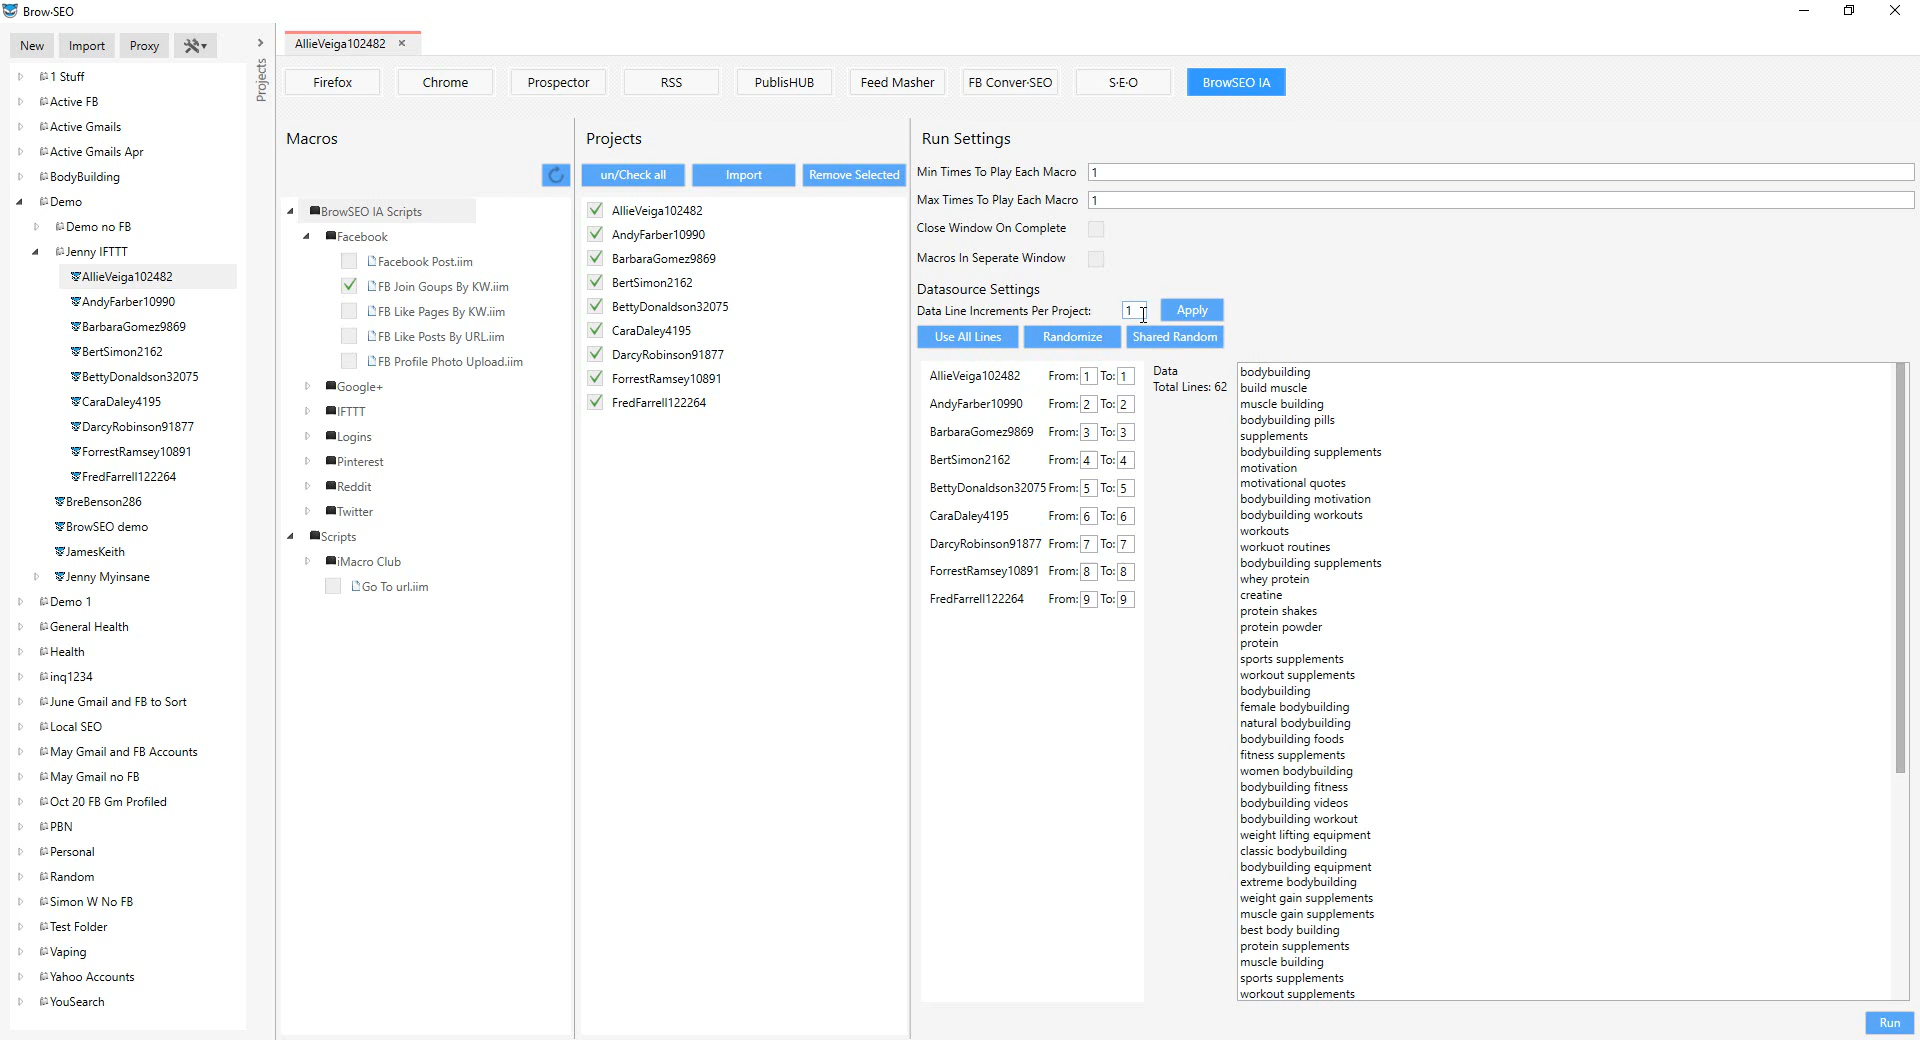 Brow·SEO
New Import Proxy
Projects
1 Stuff
Active FB
Active Gmails
Active Gmails Apr
BodyBuilding
Demo
Demo no FB
Jenny IFTTT
AllieVeiga102482
AndyFarber10990
BarbaraGomez9869
BertSimon2162
BettyDonaldson32075
CaraDaley4195
DarcyRobinson91877
ForrestRamsey10891
FredFarrell122264
BreBenson286
BrowSEO demo
JamesKeith
Jenny Myinsane
Demo 1
General Health
Health
inq1234
June Gmail and FB to Sort
Local SEO
May Gmail and FB Accounts
May Gmail no FB
Oct 20 FB Gm Profiled
PBN
Personal
Random
Simon W No FB
Test Folder
Vaping
Yahoo Accounts
YouSearch
AllieVeiga102482
Firefox Chrome Prospector RSS PublisHUB Feed Masher FB Conver·SEO S·E·O BrowSEO IA
Macros
BrowSEO IA Scripts
Facebook
Facebook Post.iim
FB Join Goups By KW.iim
FB Like Pages By KW.iim
FB Like Posts By URL.iim
FB Profile Photo Upload.iim
Google+
IFTTT
Logins
Pinterest
Reddit
Twitter
Scripts
iMacro Club
Go To url.iim
Projects
un/Check all Import Remove Selected
AllieVeiga102482
AndyFarber10990
BarbaraGomez9869
BertSimon2162
BettyDonaldson32075
CaraDaley4195
DarcyRobinson91877
ForrestRamsey10891
FredFarrell122264
Run Settings
Min Times To Play Each Macro 1
Max Times To Play Each Macro 1
Close Window On Complete
Macros In Seperate Window
Datasource Settings
Data Line Increments Per Project: 1 Apply
Use All Lines Randomize Shared Random
AllieVeiga102482 From: 1 To: 1
AndyFarber10990 From: 2 To: 2
BarbaraGomez9869 From: 3 To: 3
BertSimon2162 From: 4 To: 4
BettyDonaldson32075 From: 5 To: 5
CaraDaley4195 From: 6 To: 6
DarcyRobinson91877 From: 7 To: 7
ForrestRamsey10891 From: 8 To: 8
FredFarrell122264 From: 9 To: 9
Data
Total Lines: 62
bodybuilding
build muscle
muscle building
bodybuilding pills
supplements
bodybuilding supplements
motivation
motivational quotes
bodybuilding motivation
bodybuilding workouts
workouts
workuot routines
bodybuilding supplements
whey protein
creatine
protein shakes
protein powder
protein
sports supplements
workout supplements
bodybuilding
female bodybuilding
natural bodybuilding
bodybuilding foods
fitness supplements
women bodybuilding
bodybuilding fitness
bodybuilding videos
bodybuilding workout
weight lifting equipment
classic bodybuilding
bodybuilding equipment
extreme bodybuilding
weight gain supplements
muscle gain supplements
best body building
protein supplements
muscle building
sports supplements
workout supplements
Run